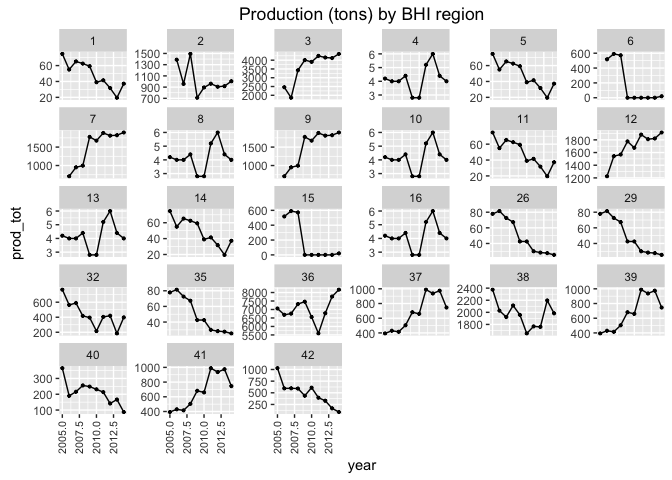 Production (tons) by BHI region
1 2 3 4 5 6
60 40 20
1500 1300 1100 900 700
4000 3500 3000 2500 2000
6 5 4 3
60 40 20
600 400 200 0
7 8 9 10 11 12
1500 1000
6 5 4 3
1500 1000
6 5 4 3
60 40 20
1800 1600 1400 1200
13 14 15 16 26 29
6 5 4 3
60 40 20
600 400 200 0
6 5 4 3
80 60 40
80 60 40
32 35 36 37 38 39
600 400 200
80 60 40
8000 7500 7000 6500 6000 5500
1000 800 600 400
2400 2200 2000 1800
1000 800 600 400
40 41 42
300 200 100
1000 800 600 400
1000 750 500 250
2005.0 2007.5 2010.0 2012.5
2005.0 2007.5 2010.0 2012.5
2005.0 2007.5 2010.0 2012.5
prod_tot
year